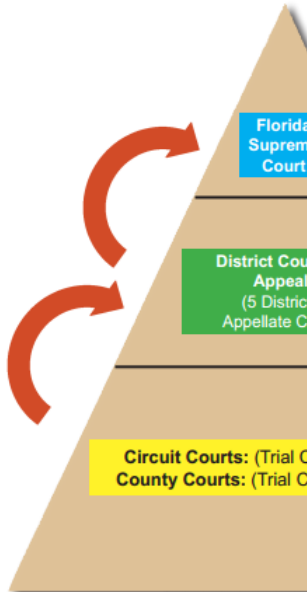 Florida
Suprem
Court
District Cou
Appeal
(5 Distric
Appellate C
Circuit Courts: (Trial C
County Courts: (Trial C